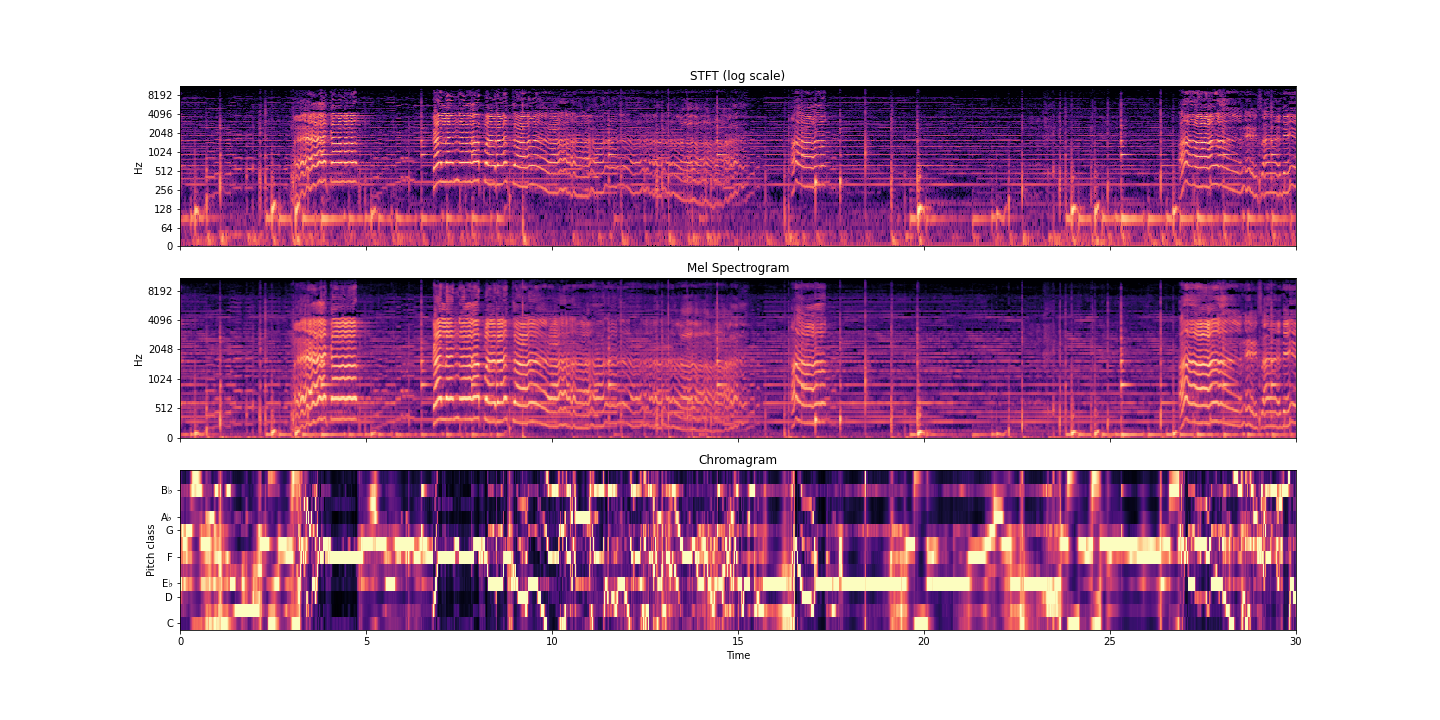 STFT (log scale)
8192
4096
2048
1024
512
256
128
64
0
Hz
Mel Spectrogram
8192
4096
2048
1024
512
0
Hz
Chromagram
B♭
A♭
G
F
E♭
D
C
Pitch class
0 5 10 15 20 25 30
Time